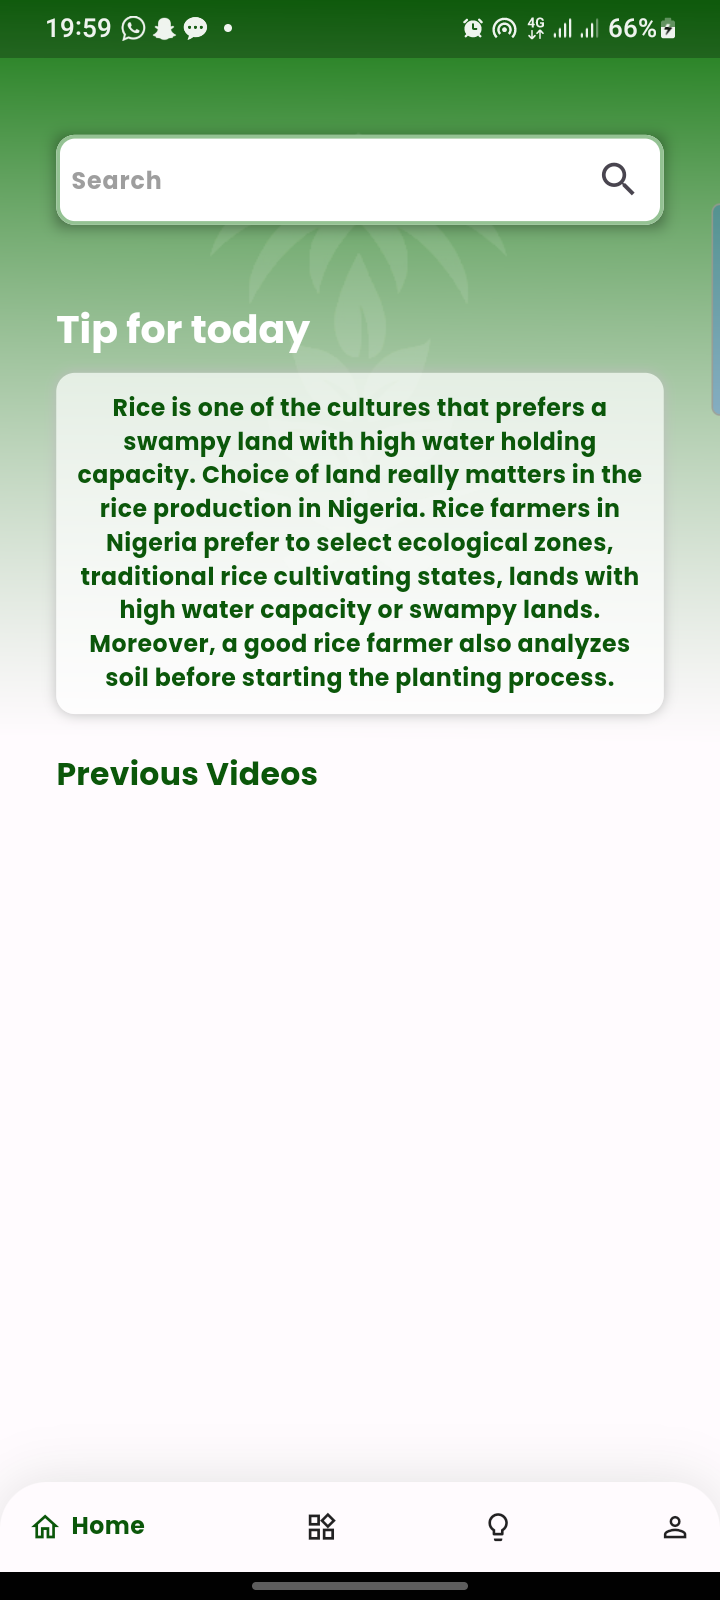 19:59
4G
66%
Search
Tip for today
Rice is one of the cultures that prefers a
swampy land with high water holding
capacity. Choice of land really matters in the
rice production in Nigeria. Rice farmers in
Nigeria prefer to select ecological zones,
traditional rice cultivating states, lands with
high water capacity or swampy lands.
Moreover, a good rice farmer also analyzes
soil before starting the planting process.
Previous Videos
Home